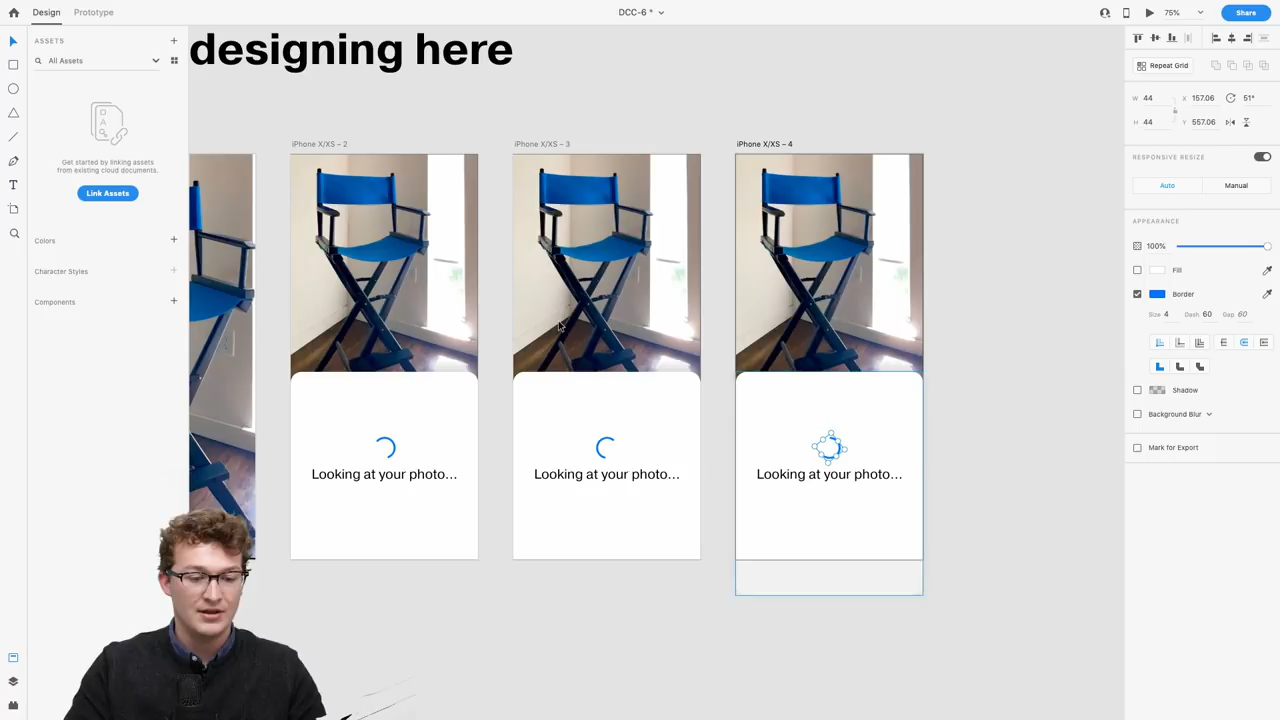 Design
Prototype
DCC-6 *
75%
Share
ASSETS
All Assets
Get started by linking assets
from existing cloud documents.
Link Assets
Colors
Character Styles
Components
designing here
iPhone X/XS – 2
iPhone X/XS – 3
iPhone X/XS – 4
Looking at your photo...
Looking at your photo...
Looking at your photo...
Repeat Grid
W 44
X 157.06
51°
H 44
Y 557.06
RESPONSIVE RESIZE
Auto
Manual
APPEARANCE
100%
Fill
Border
Size 4
Dash 60
Gap 60
Shadow
Background Blur
Mark for Export